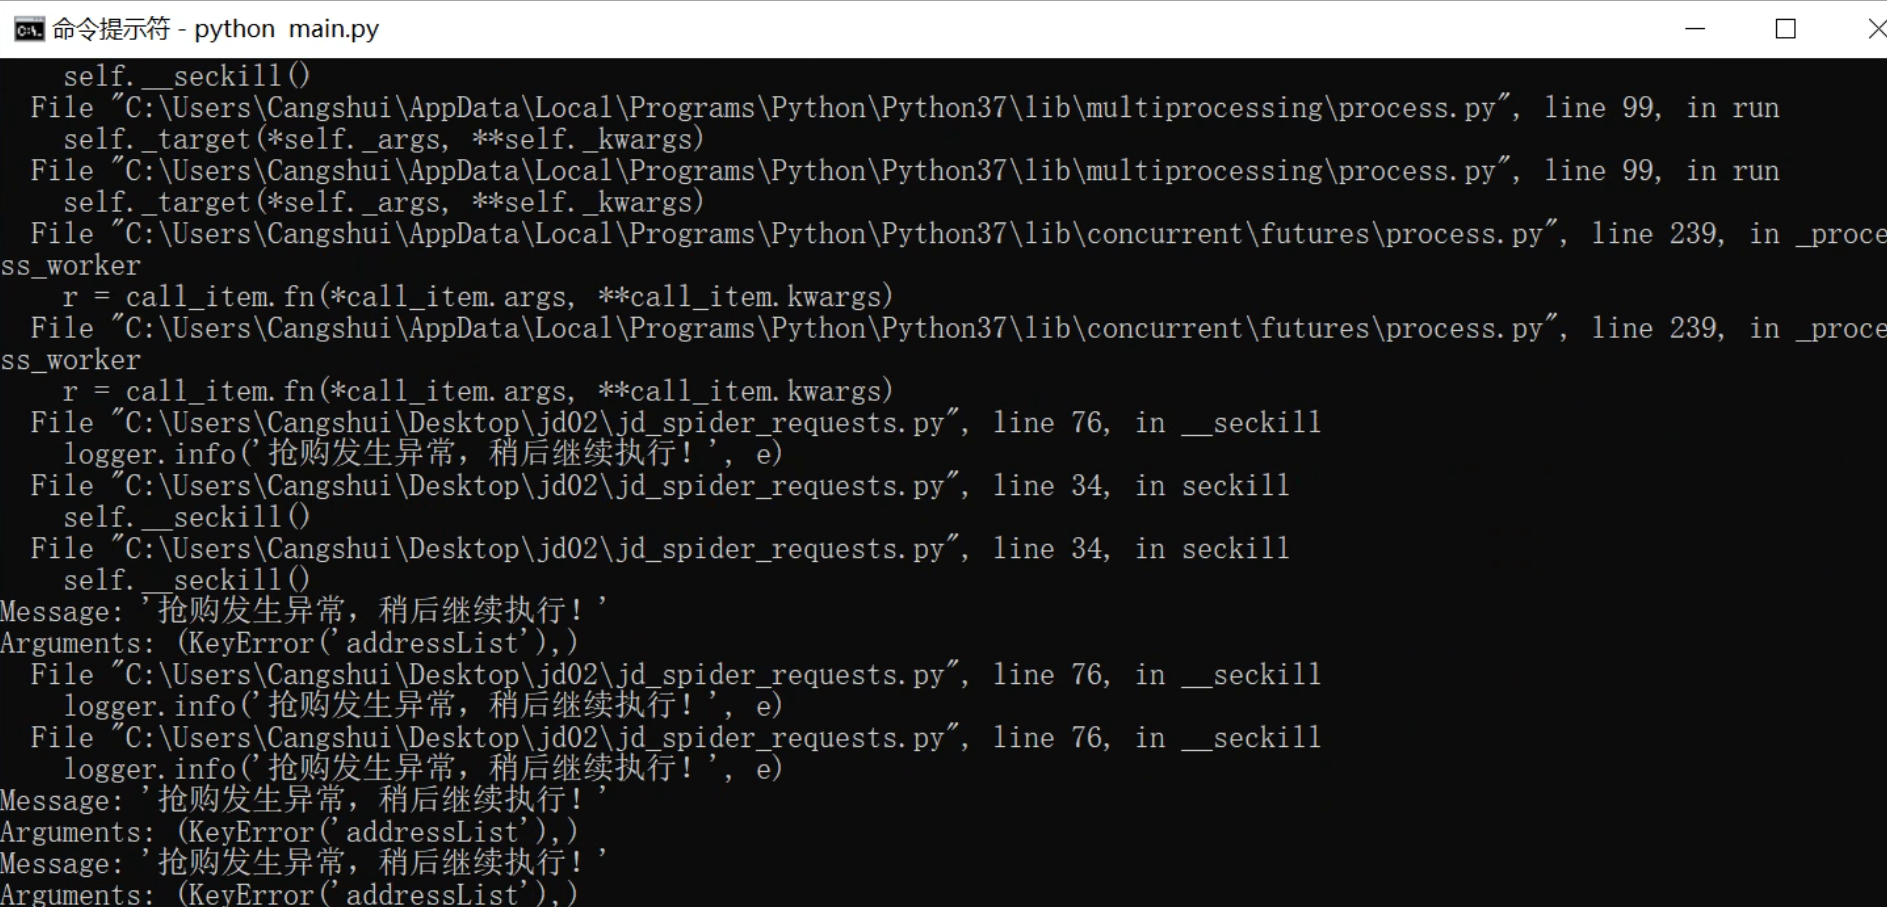 命令提示符 - python  main.py
    self.__seckill()
  File "C:\Users\Cangshui\AppData\Local\Programs\Python\Python37\lib\multiprocessing\process.py", line 99, in run
    self._target(*self._args, **self._kwargs)
  File "C:\Users\Cangshui\AppData\Local\Programs\Python\Python37\lib\multiprocessing\process.py", line 99, in run
    self._target(*self._args, **self._kwargs)
  File "C:\Users\Cangshui\AppData\Local\Programs\Python\Python37\lib\concurrent\futures\process.py", line 239, in _proce
ss_worker
    r = call_item.fn(*call_item.args, **call_item.kwargs)
  File "C:\Users\Cangshui\AppData\Local\Programs\Python\Python37\lib\concurrent\futures\process.py", line 239, in _proce
ss_worker
    r = call_item.fn(*call_item.args, **call_item.kwargs)
  File "C:\Users\Cangshui\Desktop\jd02\jd_spider_requests.py", line 76, in __seckill
    logger.info('抢购发生异常，稍后继续执行！', e)
  File "C:\Users\Cangshui\Desktop\jd02\jd_spider_requests.py", line 34, in seckill
    self.__seckill()
  File "C:\Users\Cangshui\Desktop\jd02\jd_spider_requests.py", line 34, in seckill
    self.__seckill()
Message: '抢购发生异常，稍后继续执行！'
Arguments: (KeyError('addressList'),)
  File "C:\Users\Cangshui\Desktop\jd02\jd_spider_requests.py", line 76, in __seckill
    logger.info('抢购发生异常，稍后继续执行！', e)
  File "C:\Users\Cangshui\Desktop\jd02\jd_spider_requests.py", line 76, in __seckill
    logger.info('抢购发生异常，稍后继续执行！', e)
Message: '抢购发生异常，稍后继续执行！'
Arguments: (KeyError('addressList'),)
Message: '抢购发生异常，稍后继续执行！'
Arguments: (KeyError('addressList'),)